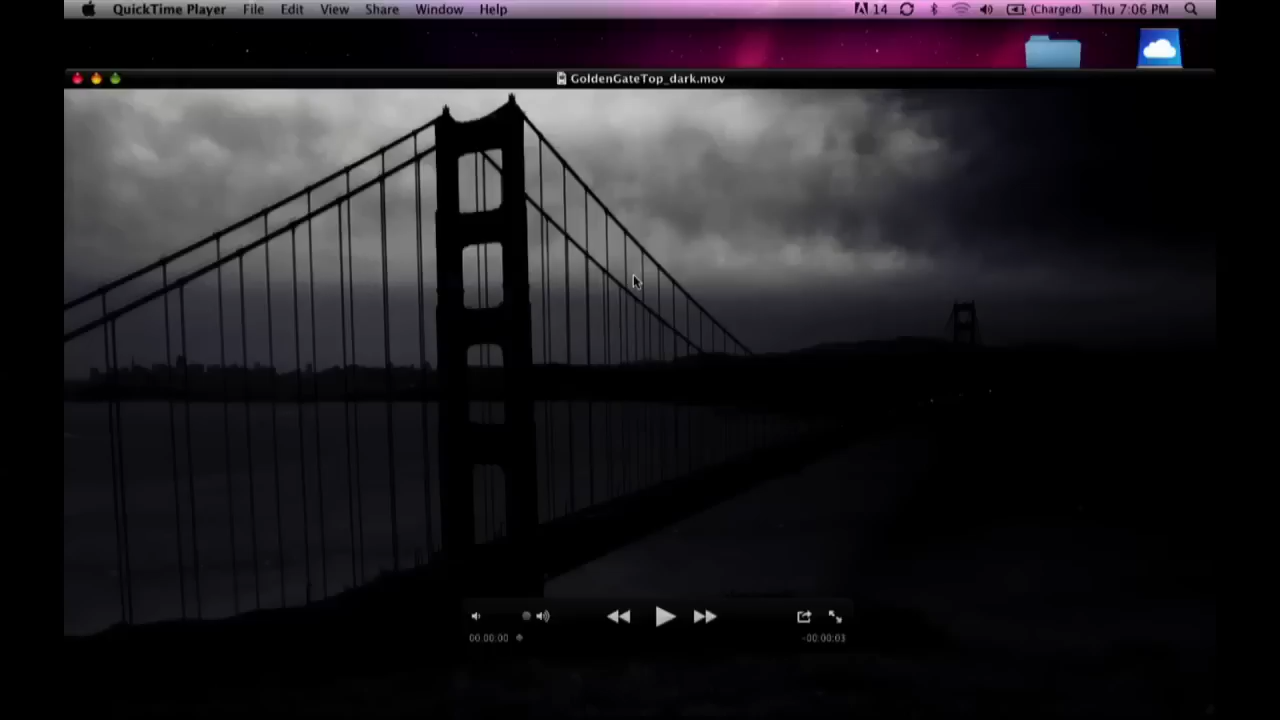 QuickTime Player File Edit View Share Window Help 14 (Charged) Thu 7:06 PM
GoldenGateTop_dark.mov
00:00:00 -00:00:03